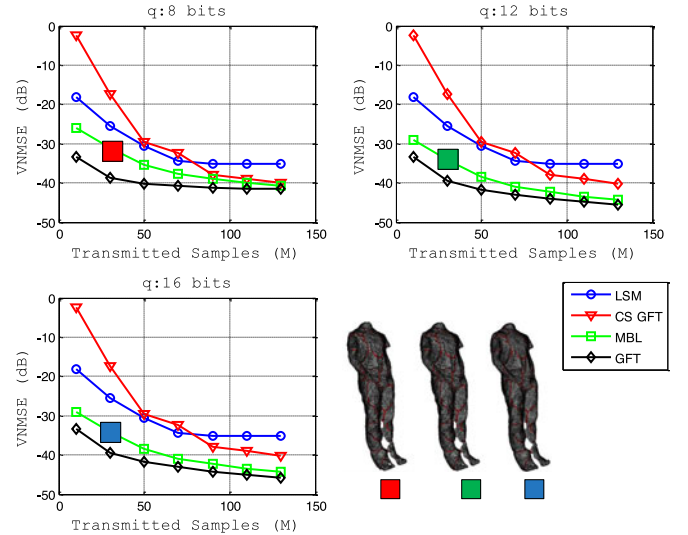 q:8 bits
VNMSE (dB)
0
-10
-20
-30
-40
-50
0 50 100 150
Transmitted Samples (M)
q:12 bits
VNMSE (dB)
0
-10
-20
-30
-40
-50
0 50 100 150
Transmitted Samples (M)
q:16 bits
VNMSE (dB)
0
-10
-20
-30
-40
-50
0 50 100 150
Transmitted Samples (M)
LSM
CS GFT
MBL
GFT